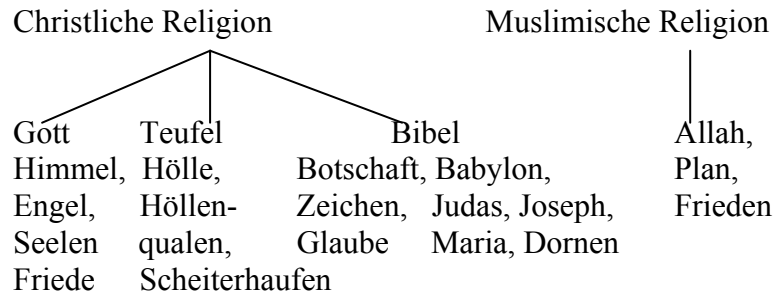 Christliche Religion Muslimische Religion
Gott Teufel Bibel Allah,
Himmel, Hölle, Botschaft, Babylon, Plan,
Engel, Höllen- Zeichen, Judas, Joseph, Frieden
Seelen qualen, Glaube Maria, Dornen
Friede Scheiterhaufen